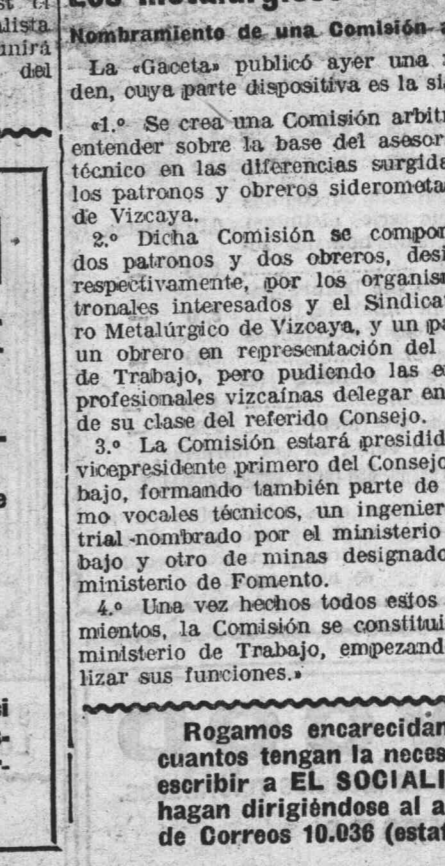 alista
unirá
del
Nombramiento de una Comisión
La «Gaceta» publicó ayer una
den, cuya parte dispositiva es la si
«1.º Se crea una Comisión arbitr
entender sobre la base del asesor
técnico en las diferencias surgida
los patronos y obreros siderometa
de Vizcaya.
2.º Dicha Comisión se compon
dos patronos y dos obreros, desi
respectivamente, por los organis
tronales interesados y el Sindica
ro Metalúrgico de Vizcaya, y un pa
un obrero en representación del
de Trabajo, pero pudiendo las e
profesionales vizcaínas delegar en
de su clase del referido Consejo.
3.º La Comisión estará presidid
vicepresidente primero del Consejo
bajo, formando también parte de
mo vocales técnicos, un ingenier
trial nombrado por el ministerio
bajo y otro de minas designado
ministerio de Fomento.
4.º Una vez hechos todos estos
mientos, la Comisión se constitui
ministerio de Trabajo, empezand
lizar sus funciones.»
Rogamos encarecidan
cuantos tengan la neces
escribir a EL SOCIALI
hagan dirigiéndose al a
de Correos 10.036 (estaf